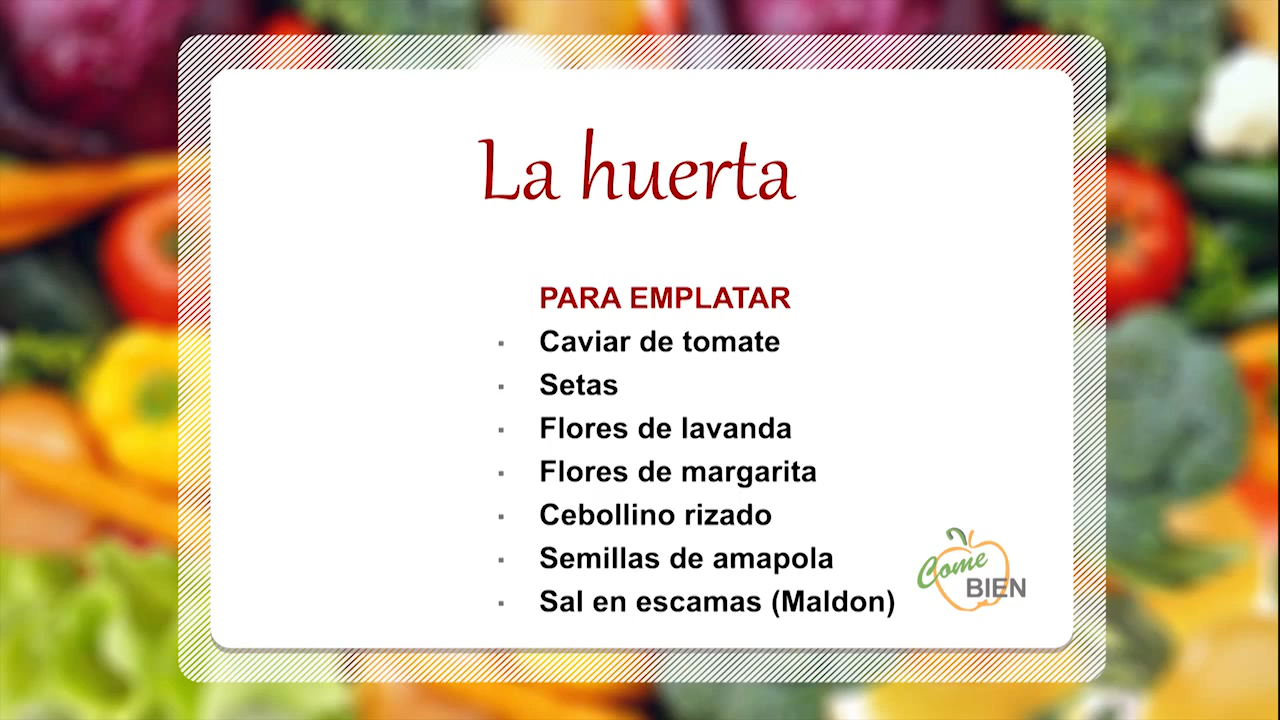 La huerta
PARA EMPLATAR
· Caviar de tomate
· Setas
· Flores de lavanda
· Flores de margarita
· Cebollino rizado
· Semillas de amapola
· Sal en escamas (Maldon)
Come
BIEN